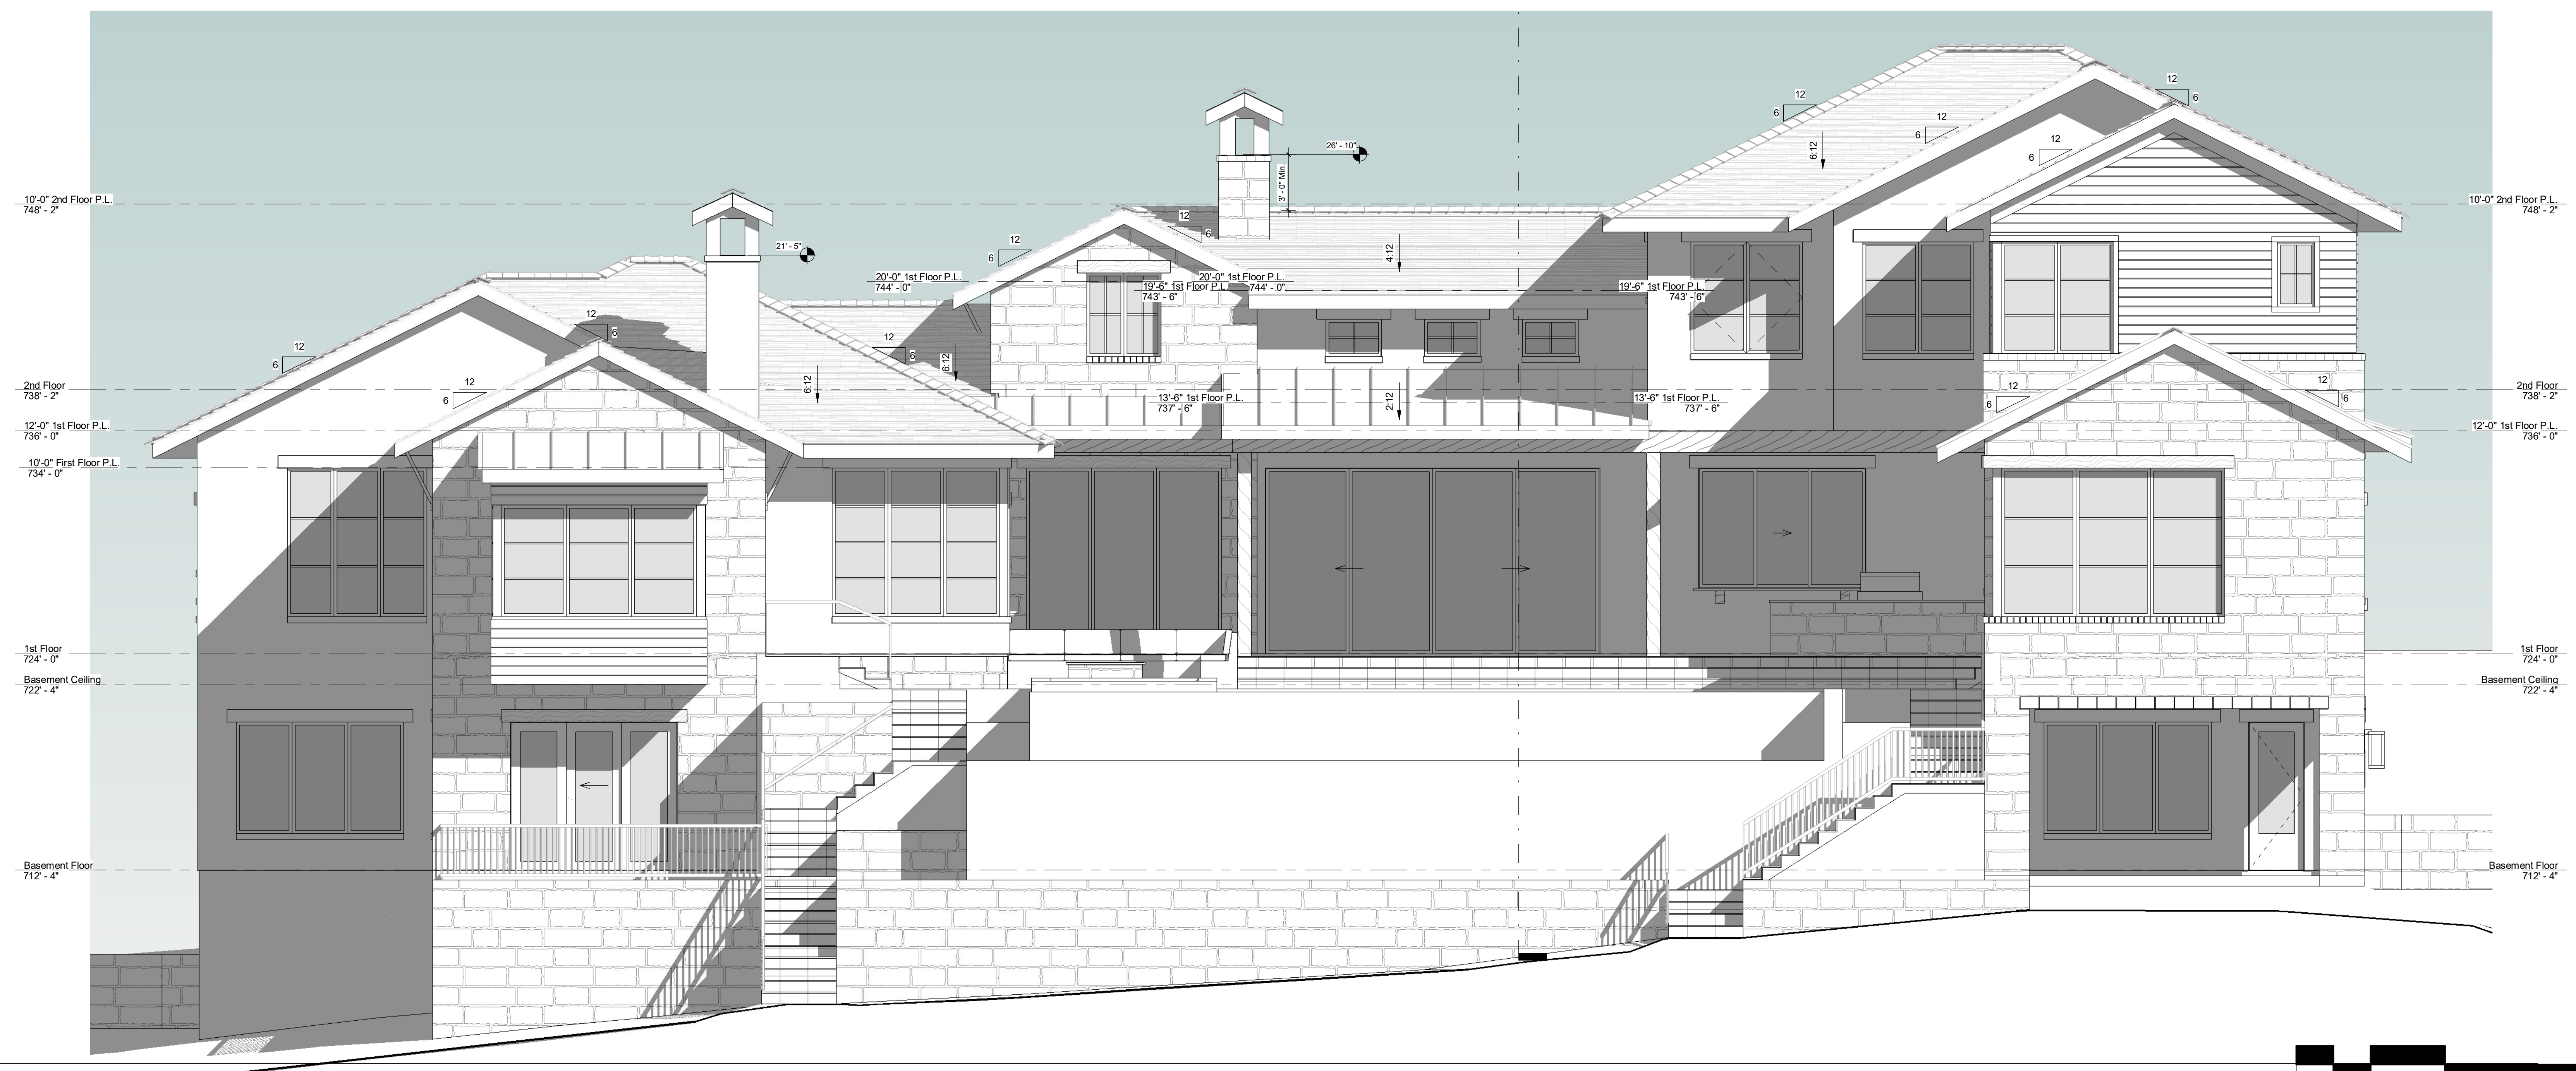 12
6
12
6
12
6
12
6
6:12
26' - 10"
3' - 0" Min.
10'-0" 2nd Floor P.L.
748' - 2"
10'-0" 2nd Floor P.L.
748' - 2"
12
6
12
6
21' - 5"
4:12
20'-0" 1st Floor P.L.
744' - 0"
20'-0" 1st Floor P.L.
744' - 0"
19'-6" 1st Floor P.L.
743' - 6"
19'-6" 1st Floor P.L.
743' - 6"
12
6
12
6
12
6
6:12
6:12
12
6
12
6
12
6
2nd Floor
738' - 2"
2nd Floor
738' - 2"
13'-6" 1st Floor P.L.
737' - 6"
2:12
13'-6" 1st Floor P.L.
737' - 6"
12'-0" 1st Floor P.L.
736' - 0"
12'-0" 1st Floor P.L.
736' - 0"
10'-0" First Floor P.L.
734' - 0"
1st Floor
724' - 0"
1st Floor
724' - 0"
Basement Ceiling
722' - 4"
Basement Ceiling
722' - 4"
Basement Floor
712' - 4"
Basement Floor
712' - 4"